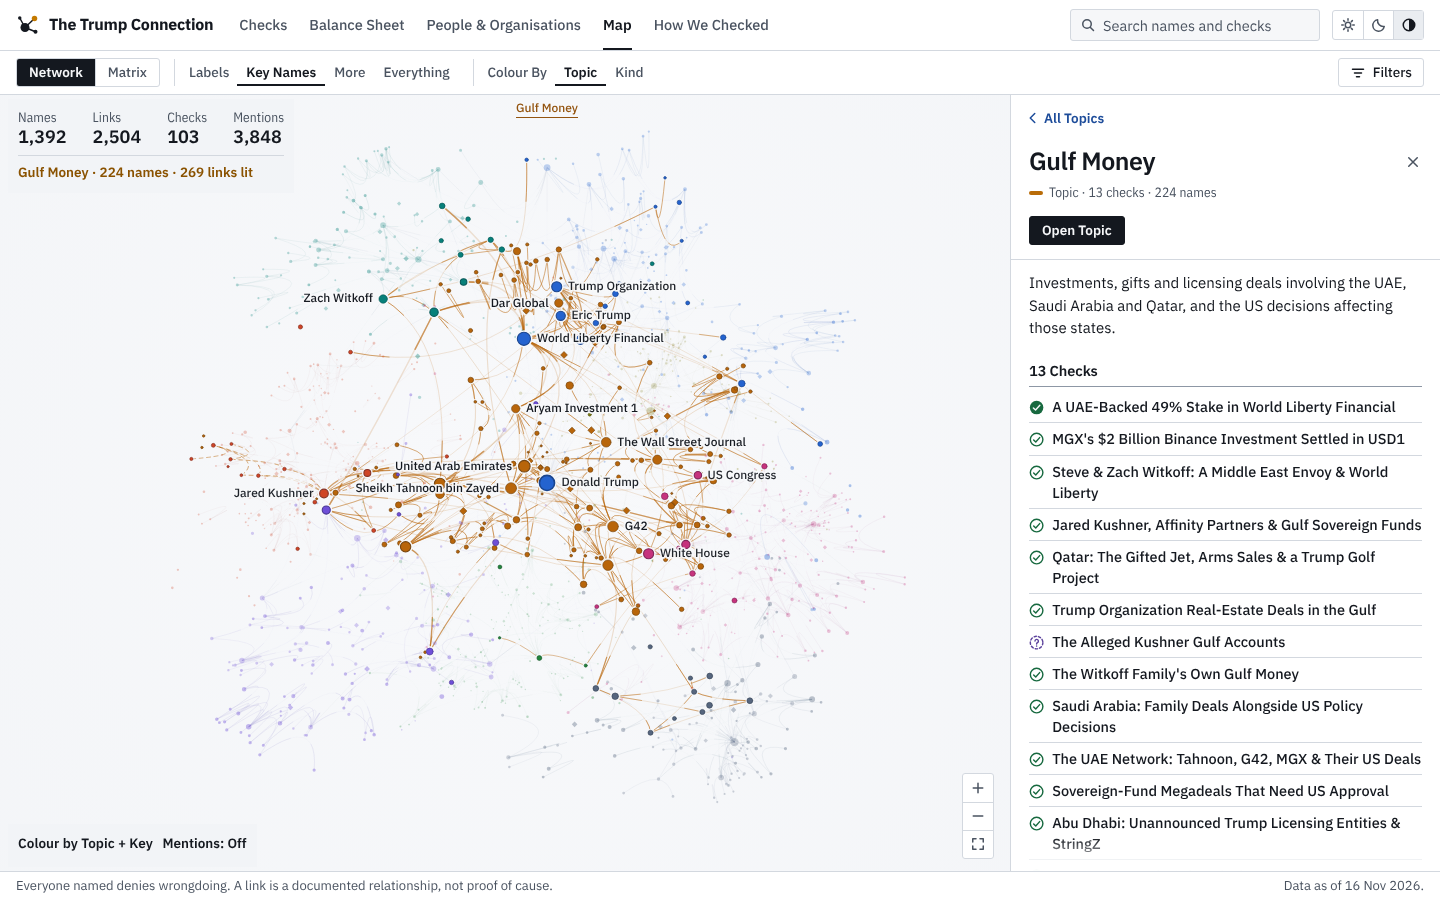 The Trump Connection
Checks
Balance Sheet
People & Organisations
Map
How We Checked
Search names and checks
Network
Matrix
Labels
Key Names
More
Everything
Colour By
Topic
Kind
Filters
Names
Links
Checks
Mentions
1,392
2,504
103
3,848
Gulf Money · 224 names · 269 links lit
Gulf Money
Trump Organization
Zach Witkoff
Dar Global
Eric Trump
World Liberty Financial
Aryam Investment 1
The Wall Street Journal
United Arab Emirates
US Congress
Donald Trump
Sheikh Tahnoon bin Zayed
Jared Kushner
G42
White House
Colour by Topic + Key
Mentions: Off
All Topics
Gulf Money
Topic · 13 checks · 224 names
Open Topic
Investments, gifts and licensing deals involving the UAE,
Saudi Arabia and Qatar, and the US decisions affecting
those states.
13 Checks
A UAE-Backed 49% Stake in World Liberty Financial
MGX's $2 Billion Binance Investment Settled in USD1
Steve & Zach Witkoff: A Middle East Envoy & World
Liberty
Jared Kushner, Affinity Partners & Gulf Sovereign Funds
Qatar: The Gifted Jet, Arms Sales & a Trump Golf
Project
Trump Organization Real-Estate Deals in the Gulf
The Alleged Kushner Gulf Accounts
The Witkoff Family's Own Gulf Money
Saudi Arabia: Family Deals Alongside US Policy
Decisions
The UAE Network: Tahnoon, G42, MGX & Their US Deals
Sovereign-Fund Megadeals That Need US Approval
Abu Dhabi: Unannounced Trump Licensing Entities &
StringZ
Everyone named denies wrongdoing. A link is a documented relationship, not proof of cause.
Data as of 16 Nov 2026.